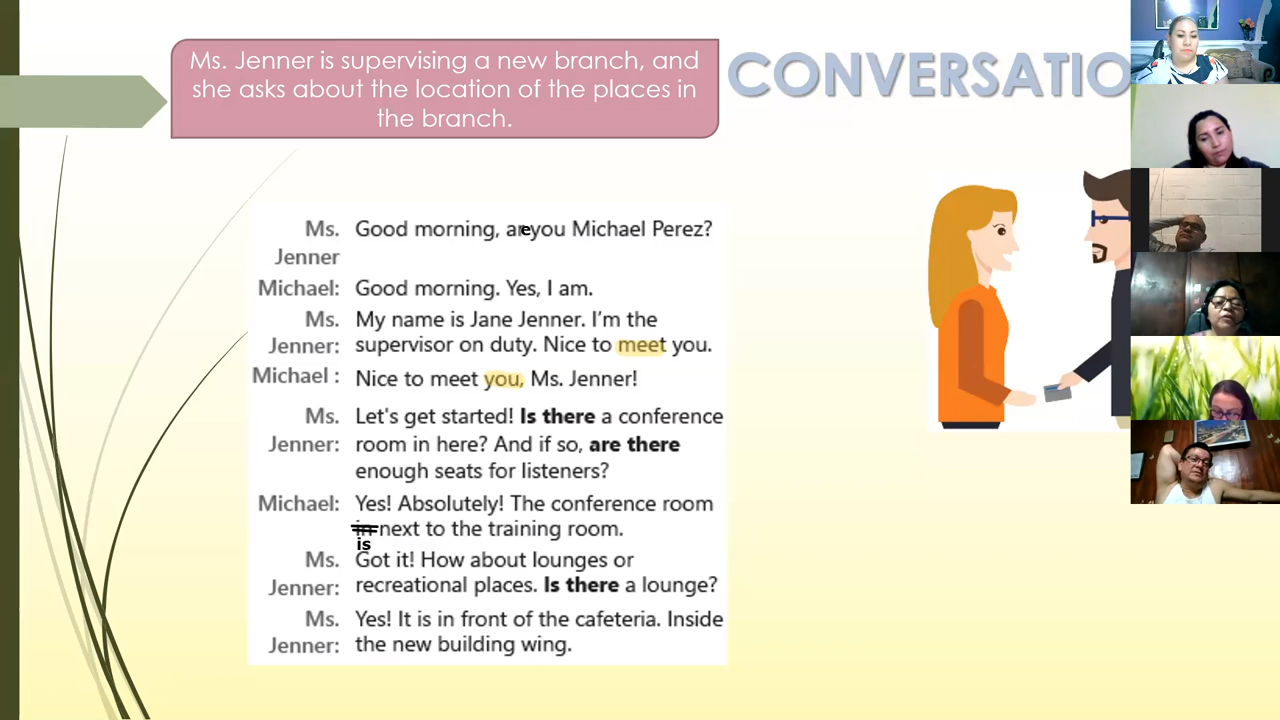 Ms. Jenner is supervising a new branch, and
she asks about the location of the places in
the branch.
CONVERSATIO
Ms. Good morning, are you Michael Perez?
Jenner
Michael: Good morning. Yes, I am.
Ms. My name is Jane Jenner. I'm the
Jenner: supervisor on duty. Nice to meet you.
Michael : Nice to meet you, Ms. Jenner!
Ms. Let's get started! Is there a conference
Jenner: room in here? And if so, are there
enough seats for listeners?
Michael: Yes! Absolutely! The conference room
in next to the training room.
is
Ms. Got it! How about lounges or
Jenner: recreational places. Is there a lounge?
Ms. Yes! It is in front of the cafeteria. Inside
Jenner: the new building wing.